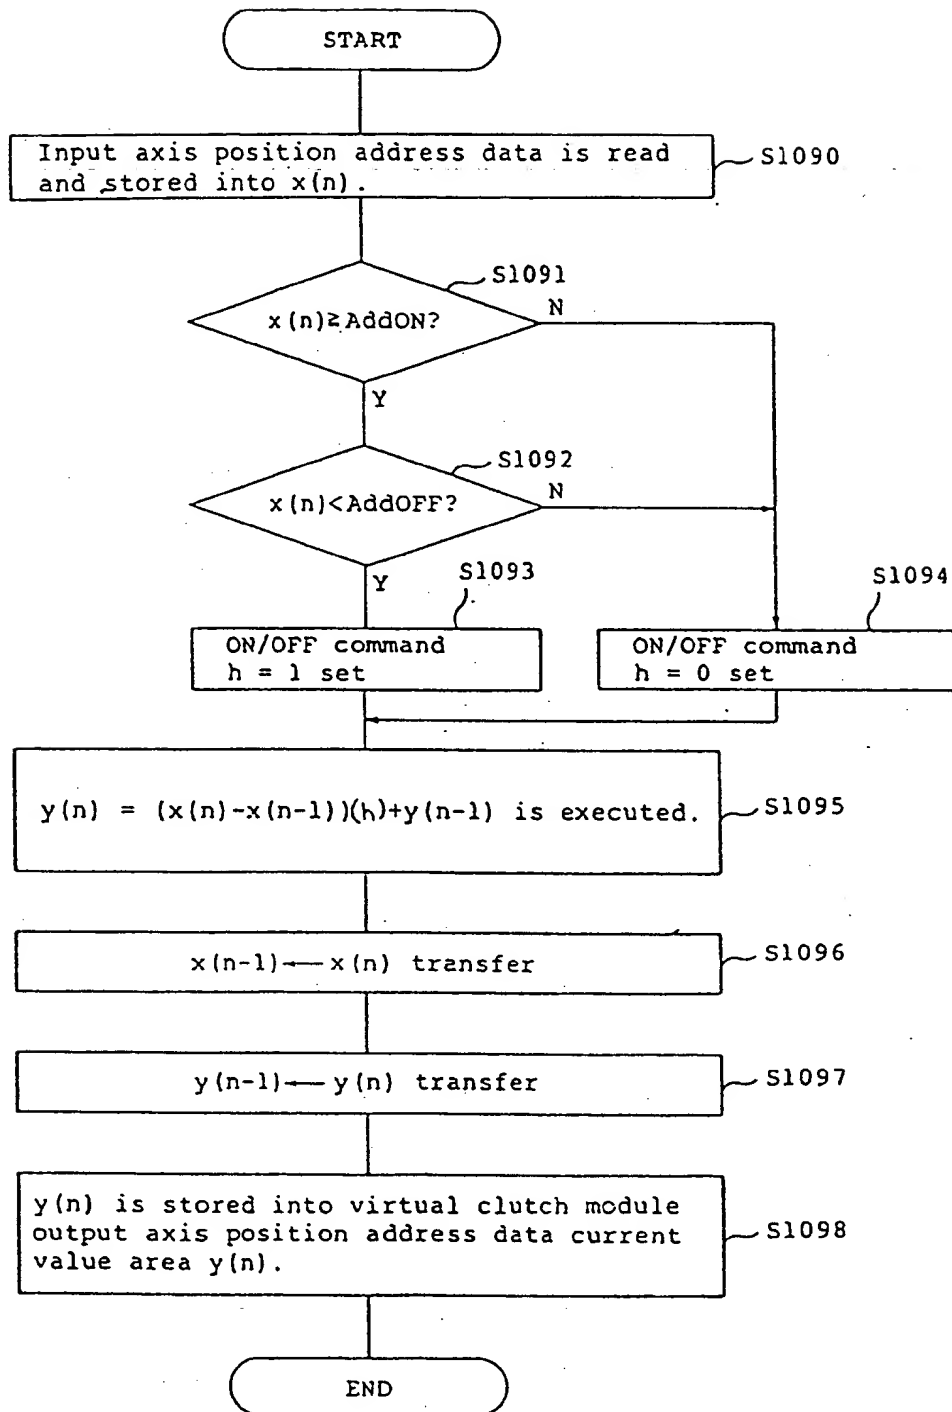 START
Input axis position address data is read
and stored into x(n).
S1090
S1091
x(n)≥AddON?
N
Y
S1092
x(n)<AddOFF?
N
Y
S1093
ON/OFF command
h = 1 set
S1094
ON/OFF command
h = 0 set
y(n) = (x(n)-x(n-1))(h)+y(n-1) is executed.
S1095
x(n-1)← x(n) transfer
S1096
y(n-1)← y(n) transfer
S1097
y(n) is stored into virtual clutch module
output axis position address data current
value area y(n).
S1098
END